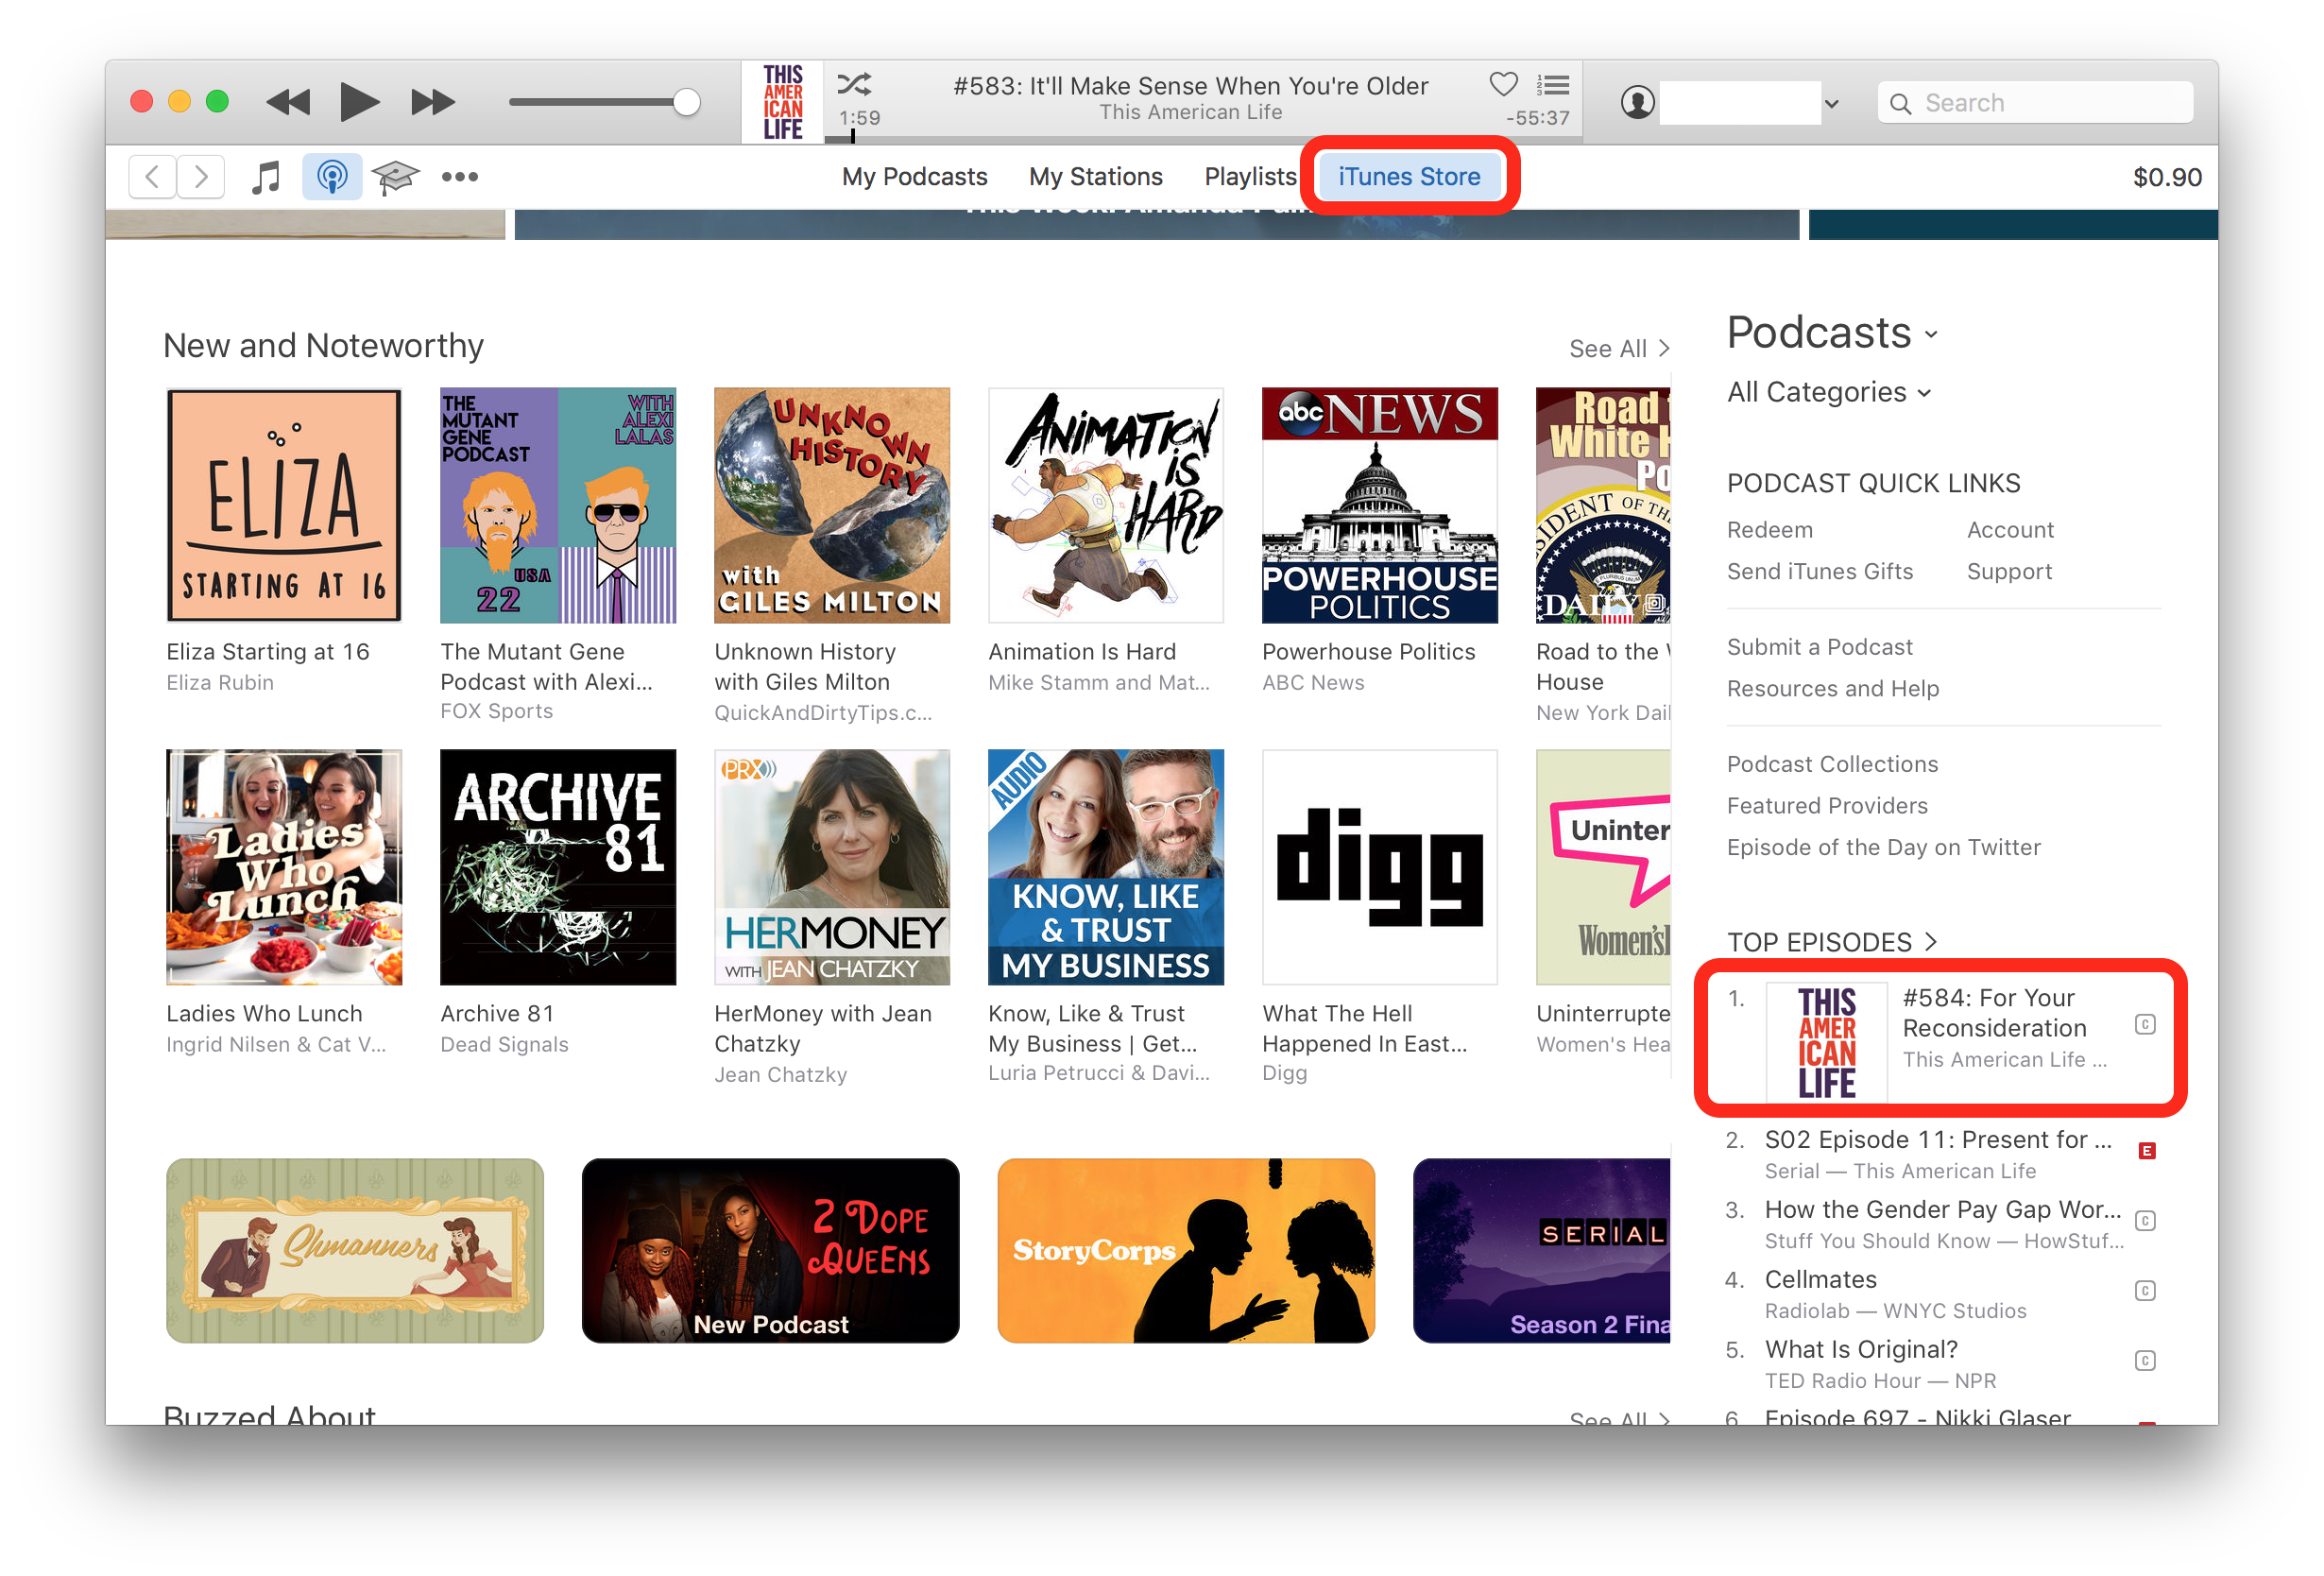 THIS
AMER
ICAN
LIFE
#583: It'll Make Sense When You're Older
This American Life
1:59
-55:37
Search
My Podcasts
My Stations
Playlists
iTunes Store
$0.90
New and Noteworthy
See All
ELIZA
STARTING AT 16
THE
MUTANT
GENE
PODCAST
WITH
ALEXI
LALAS
USA
22
UNKNOWN
HISTORY
with
GILES MILTON
ANIMATION
IS
HARD
abc NEWS
POWERHOUSE
POLITICS
Road
White
DAILY
Eliza Starting at 16
Eliza Rubin
The Mutant Gene
Podcast with Alexi...
FOX Sports
Unknown History
with Giles Milton
QuickAndDirtyTips.c...
Animation Is Hard
Mike Stamm and Mat...
Powerhouse Politics
ABC News
Road to the
House
New York Dail
Ladies
Who
Lunch
ARCHIVE
81
PRX
HERMONEY
WITH JEAN CHATZKY
AUDIO
KNOW, LIKE
& TRUST
MY BUSINESS
digg
Uninter
Women's
Ladies Who Lunch
Ingrid Nilsen & Cat V...
Archive 81
Dead Signals
HerMoney with Jean
Chatzky
Jean Chatzky
Know, Like & Trust
My Business | Get...
Luria Petrucci & Davi...
What The Hell
Happened In East...
Digg
Uninterrupte
Women's Hea
Shmanners
2 DOPE
QUEENS
New Podcast
StoryCorps
SERIAL
Season 2 Fina
Buzzed About
See All
Podcasts
All Categories
PODCAST QUICK LINKS
Redeem
Account
Send iTunes Gifts
Support
Submit a Podcast
Resources and Help
Podcast Collections
Featured Providers
Episode of the Day on Twitter
TOP EPISODES
1.
THIS
AMER
ICAN
LIFE
#584: For Your
Reconsideration
This American Life ...
C
2. S02 Episode 11: Present for ...
Serial — This American Life
E
3. How the Gender Pay Gap Wor...
Stuff You Should Know — HowStuf...
C
4. Cellmates
Radiolab — WNYC Studios
C
5. What Is Original?
TED Radio Hour — NPR
C
6. Episode 697 - Nikki Glaser